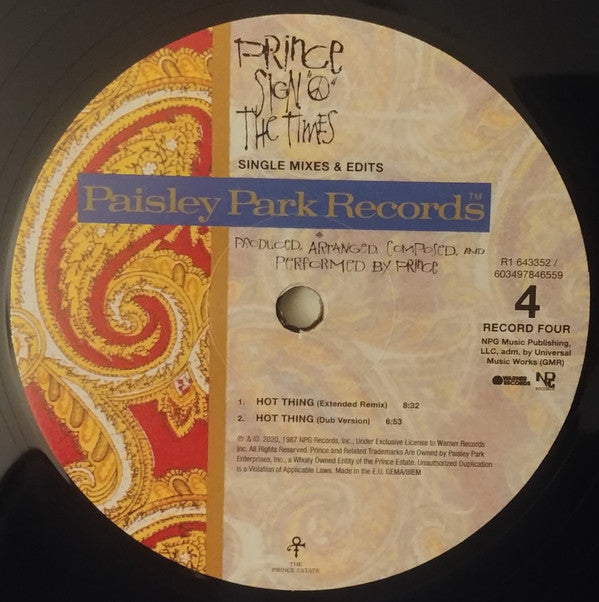 PRINCE
SIGN "☮"
THE TIMES
SINGLE MIXES & EDITS
Paisley Park Records™
PRODUCED, ARRANGED, COMPOSED, AND
PERFORMED BY PRINCE
R1 643352 /
603497846559
4
RECORD FOUR
NPG Music Publishing,
LLC, adm. by Universal
Music Works (GMR)
WARNER
RECORDS
NPG
RECORDS
1. HOT THING (Extended Remix) 8:32
2. HOT THING (Dub Version) 6:53
℗ & © 2020, 1987 NPG Records, Inc., Under Exclusive License to Warner Records
Inc. All Rights Reserved. Prince and Related Trademarks Are Owned by Paisley Park
Enterprises, Inc., a Wholly Owned Entity of the Prince Estate. Unauthorized Duplication
is a Violation of Applicable Laws. Made in the E.U. GEMA/BIEM
THE
PRINCE ESTATE